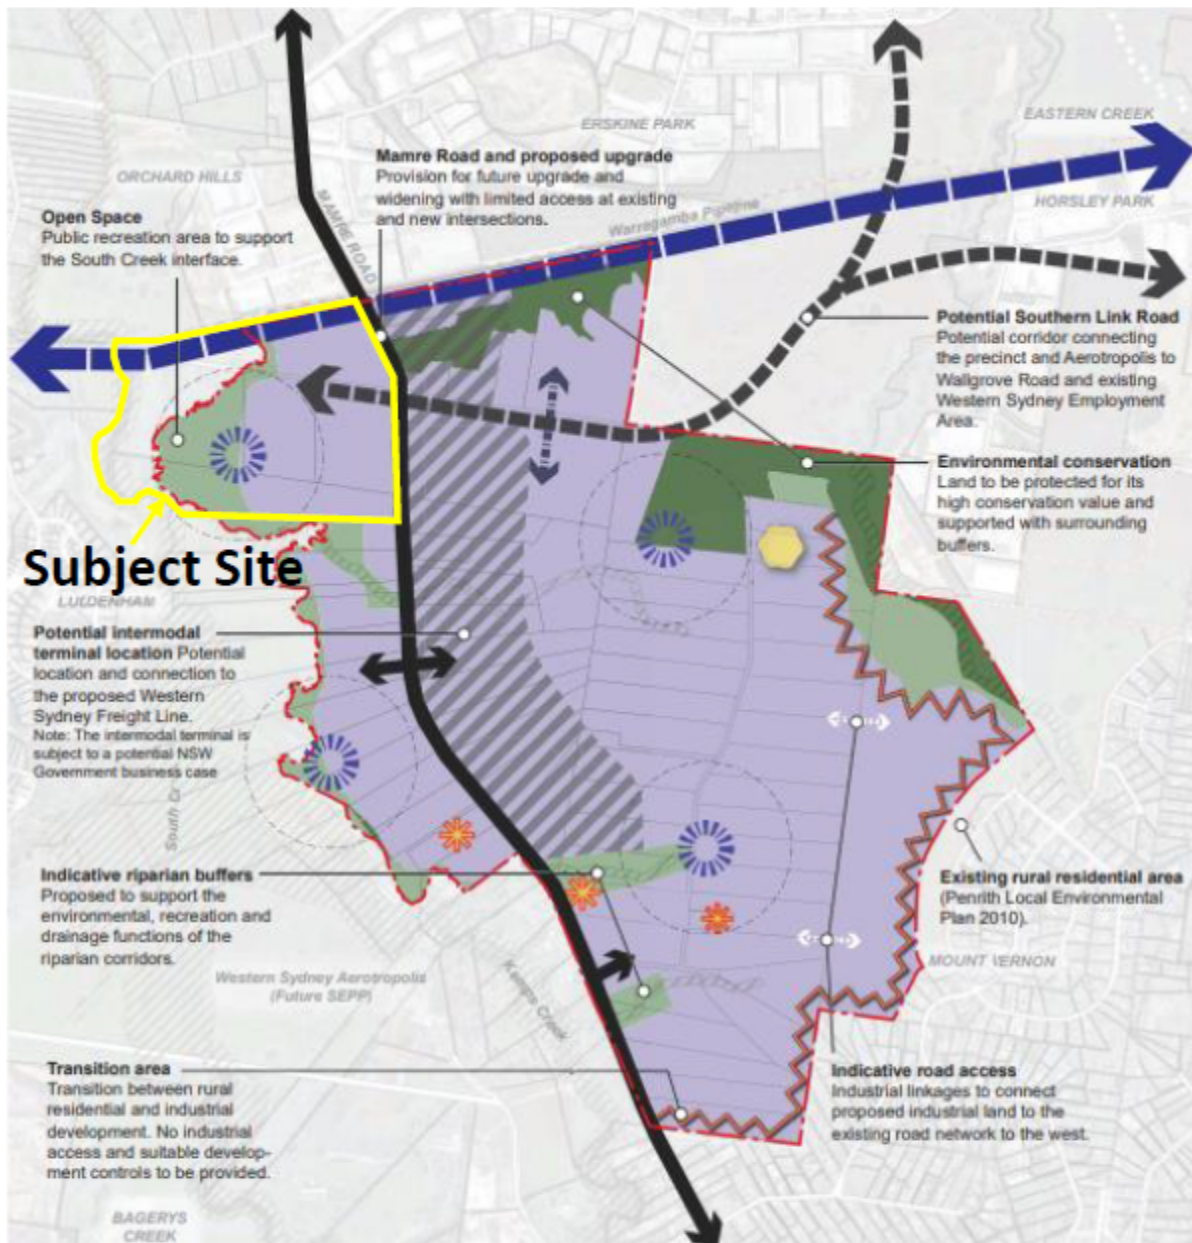 ERSKINE PARK
EASTERN CREEK
Mamre Road and proposed upgrade
Provision for future upgrade and
widening with limited access at existing
and new intersections.
ORCHARD HILLS
MAMRE ROAD
Warragamba Pipeline
HORSLEY PARK
Open Space
Public recreation area to support
the South Creek interface.
Potential Southern Link Road
Potential corridor connecting
the precinct and Aerotropolis to
Wallgrove Road and existing
Western Sydney Employment
Area.
Environmental conservation
Land to be protected for its
high conservation value and
supported with surrounding
buffers.
Subject Site
LUDDENHAM
Potential intermodal
terminal location Potential
location and connection to
the proposed Western
Sydney Freight Line.
Note: The intermodal terminal is
subject to a potential NSW
Government business case
South Cr
Indicative riparian buffers
Proposed to support the
environmental, recreation and
drainage functions of the
riparian corridors.
Existing rural residential area
(Penrith Local Environmental
Plan 2010).
Western Sydney Aerotropolis
(Future SEPP)
Kemps Creek
MOUNT VERNON
Transition area
Transition between rural
residential and industrial
development. No industrial
access and suitable develop-
ment controls to be provided.
Indicative road access
Industrial linkages to connect
proposed industrial land to the
existing road network to the west.
BAGERYS
CREEK